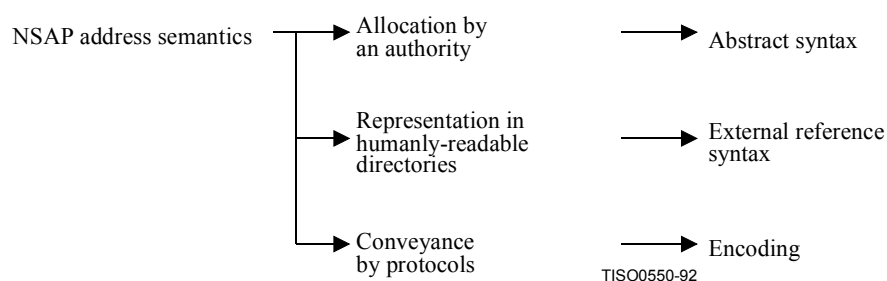 NSAP address semantics
Allocation by
an authority
Abstract syntax
Representation in
humanly-readable
directories
External reference
syntax
Conveyance
by protocols
Encoding
TISO0550-92